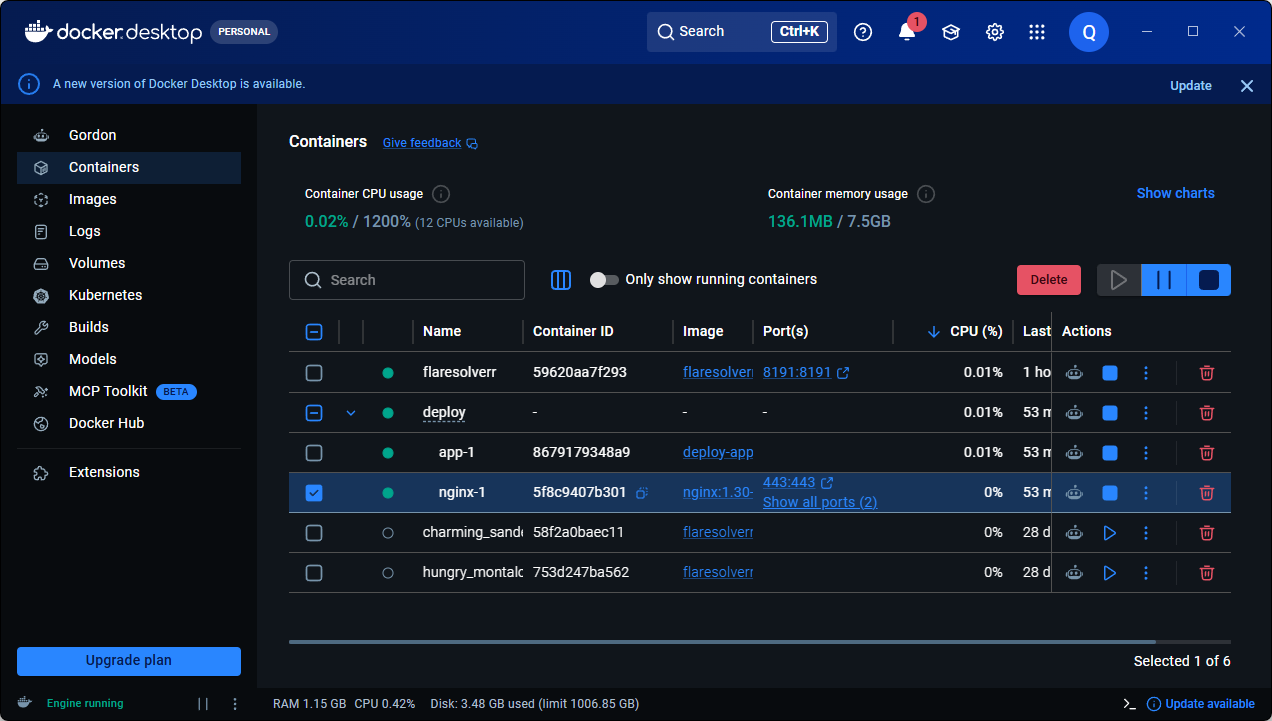 docker.desktop PERSONAL Search Ctrl+K 1 Q
A new version of Docker Desktop is available. Update
Gordon
Containers
Images
Logs
Volumes
Kubernetes
Builds
Models
MCP Toolkit BETA
Docker Hub
Extensions
Upgrade plan
Containers Give feedback
Container CPU usage Container memory usage Show charts
0.02% / 1200% (12 CPUs available) 136.1MB / 7.5GB
Search Only show running containers Delete
Name Container ID Image Port(s) CPU (%) Last Actions
flaresolverr 59620aa7f293 flaresolverr 8191:8191 0.01% 1 ho
deploy - - - 0.01% 53 m
app-1 8679179348a9 deploy-app 0.01% 53 m
nginx-1 5f8c9407b301 nginx:1.30- 443:443 0% 53 m
Show all ports (2)
charming_sande 58f2a0baec11 flaresolverr 0% 28 d
hungry_montalc 753d247ba562 flaresolverr 0% 28 d
Selected 1 of 6
Engine running RAM 1.15 GB CPU 0.42% Disk: 3.48 GB used (limit 1006.85 GB) Update available